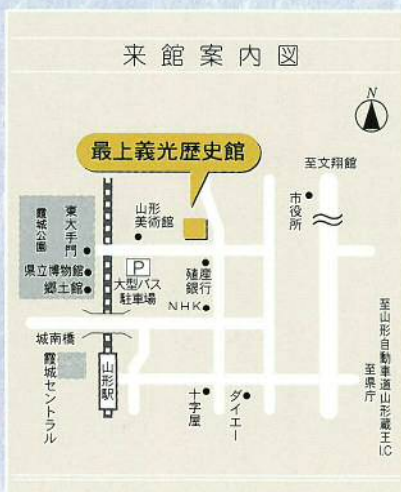 来館案内図
N
最上義光歴史館
至文翔館
市役所
山形
美術館
霞城公園
東大手門
県立博物館
郷土館
P
大型バス
駐車場
殖産
銀行
NHK
城南橋
霞城セントラル
山形駅
十字屋
ダイエー
至県庁
至山形自動車道山形蔵王I.C